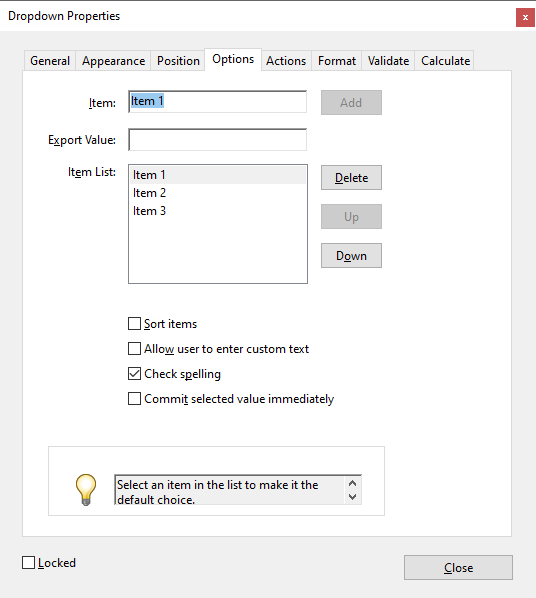 Dropdown Properties
x
General Appearance Position Options Actions Format Validate Calculate
Item: Item 1 Add
Export Value:
Item List: Item 1 Delete
Item 2
Item 3 Up
Down
Sort items
Allow user to enter custom text
Check spelling
Commit selected value immediately
Select an item in the list to make it the
default choice.
Locked
Close